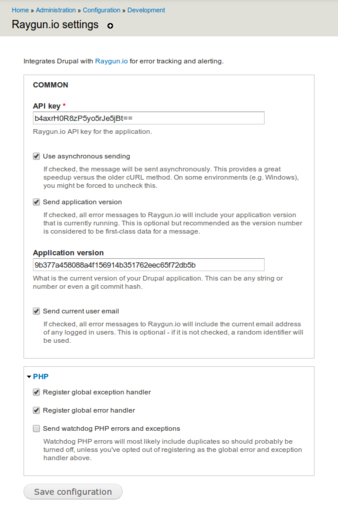 Home » Administration » Configuration » Development
Raygun.io settings
Integrates Drupal with Raygun.io for error tracking and alerting.
COMMON
API key *
b4axrH0R8zP5yo5rJe5jBt==
Raygun.io API key for the application.
Use asynchronous sending
If checked, the message will be sent asynchronously. This provides a great
speedup versus the older cURL method. On some environments (e.g. Windows),
you might be forced to uncheck this.
Send application version
If checked, all error messages to Raygun.io will include your application version
that is currently running. This is optional but recommended as the version number
is considered to be first-class data for a message.
Application version
9b377a458088a4f156914b351762eec65f72db5b
What is the current version of your Drupal application. This can be any string or
number or even a git commit hash.
Send current user email
If checked, all error messages to Raygun.io will include the current email address
of any logged in users. This is optional - if it is not checked, a random identifier will
be used.
PHP
Register global exception handler
Register global error handler
Send watchdog PHP errors and exceptions
Watchdog PHP errors will most likely include duplicates so should probably be
turned off, unless you've opted out of registering as the global error and exception
handler above.
Save configuration